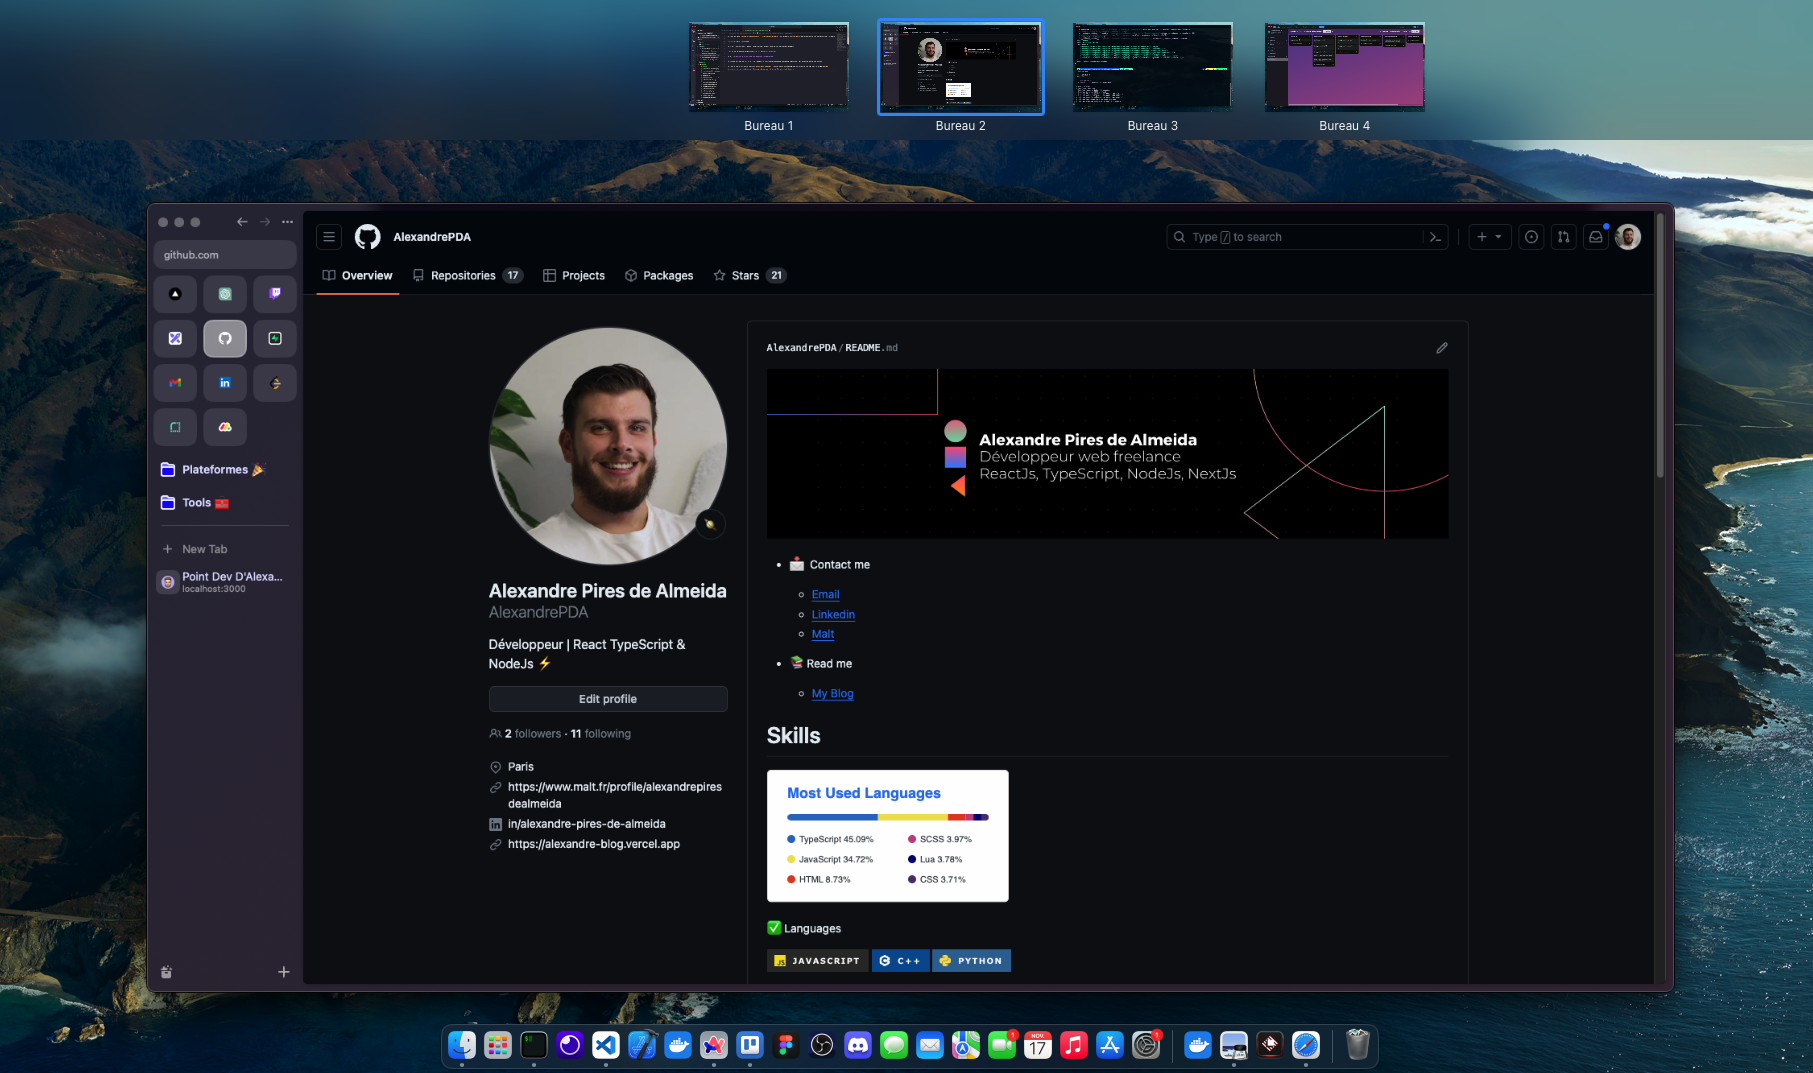 Bureau 1
Bureau 2
Bureau 3
Bureau 4
github.com
Plateformes
Tools
New Tab
Point Dev D'Alexa...
localhost:3000
AlexandrePDA
Type / to search
Overview
Repositories 17
Projects
Packages
Stars 21
Alexandre Pires de Almeida
AlexandrePDA
Développeur | React TypeScript &
NodeJs ⚡
Edit profile
2 followers · 11 following
Paris
https://www.malt.fr/profile/alexandrepires
dealmeida
in/alexandre-pires-de-almeida
https://alexandre-blog.vercel.app
AlexandrePDA/README.md
Alexandre Pires de Almeida
Développeur web freelance
ReactJs, TypeScript, NodeJs, NextJs
Contact me
Email
Linkedin
Malt
Read me
My Blog
Skills
Most Used Languages
TypeScript 45.09%
JavaScript 34.72%
HTML 8.73%
SCSS 3.97%
Lua 3.78%
CSS 3.71%
✅ Languages
JS JAVASCRIPT
C++
PYTHON
1
NOV.
17
1